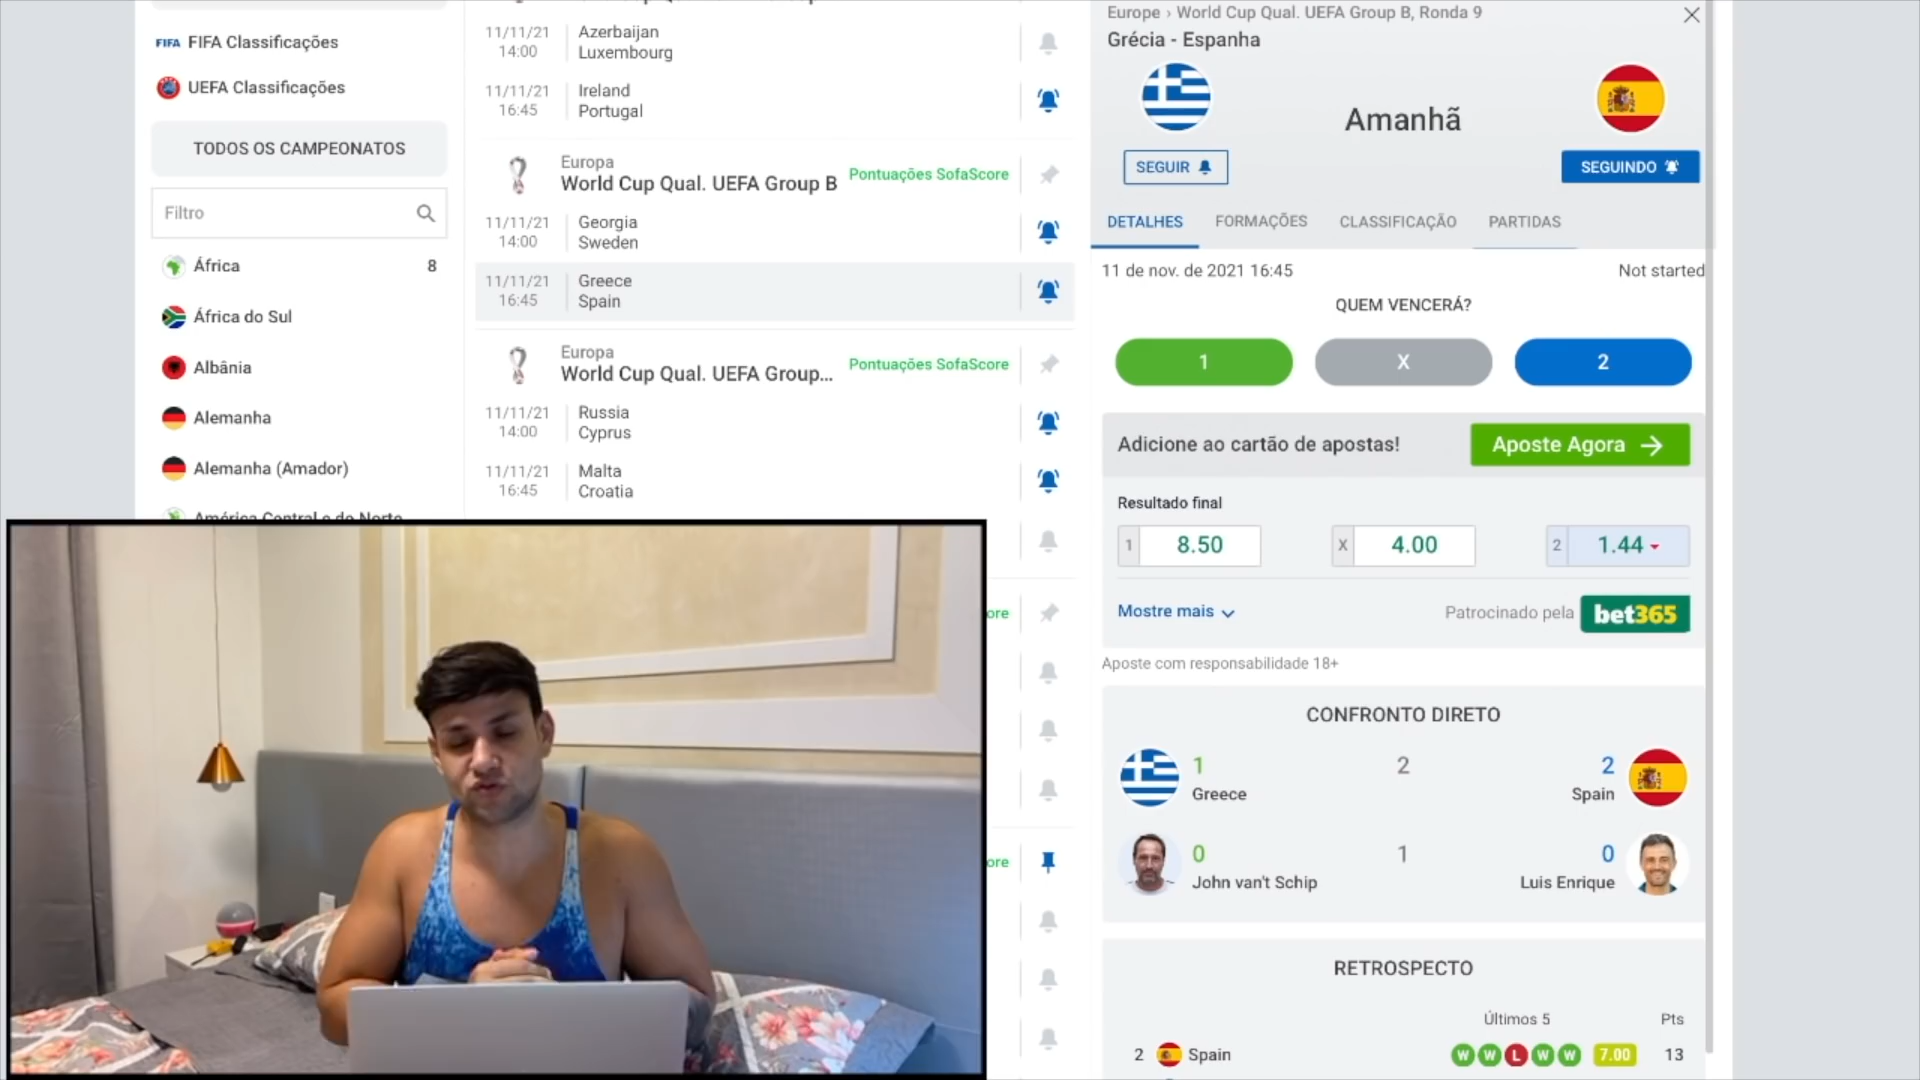 FIFA FIFA Classificações
UEFA Classificações
TODOS OS CAMPEONATOS
Filtro
África 8
África do Sul
Albânia
Alemanha
Alemanha (Amador)
América Central e do Norte
11/11/21 Azerbaijan
14:00 Luxembourg
11/11/21 Ireland
16:45 Portugal
Europa
World Cup Qual. UEFA Group B Pontuações SofaScore
11/11/21 Georgia
14:00 Sweden
11/11/21 Greece
16:45 Spain
Europa
World Cup Qual. UEFA Group... Pontuações SofaScore
11/11/21 Russia
14:00 Cyprus
11/11/21 Malta
16:45 Croatia
ore
ore
Europe › World Cup Qual. UEFA Group B, Ronda 9
Grécia - Espanha
Amanhã
SEGUIR SEGUINDO
DETALHES FORMAÇÕES CLASSIFICAÇÃO PARTIDAS
11 de nov. de 2021 16:45 Not started
QUEM VENCERÁ?
1 X 2
Adicione ao cartão de apostas! Aposte Agora
Resultado final
1 8.50 X 4.00 2 1.44
Mostre mais Patrocinado pela bet365
Aposte com responsabilidade 18+
CONFRONTO DIRETO
1 2 2
Greece Spain
0 1 0
John van't Schip Luis Enrique
RETROSPECTO
Últimos 5 Pts
2 Spain W W L W W 7.00 13